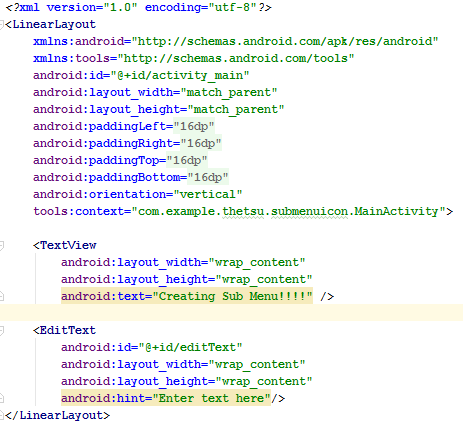 <?xml version="1.0" encoding="utf-8"?>
<LinearLayout
xmlns:android="http://schemas.android.com/apk/res/android"
xmlns:tools="http://schemas.android.com/tools"
android:id="@+id/activity_main"
android:layout_width="match_parent"
android:layout_height="match_parent"
android:paddingLeft="16dp"
android:paddingRight="16dp"
android:paddingTop="16dp"
android:paddingBottom="16dp"
android:orientation="vertical"
tools:context="com.example.thetsu.submenuicon.MainActivity">
<TextView
android:layout_width="wrap_content"
android:layout_height="wrap_content"
android:text="Creating Sub Menu!!!!" />
<EditText
android:id="@+id/editText"
android:layout_width="wrap_content"
android:layout_height="wrap_content"
android:hint="Enter text here"/>
</LinearLayout>